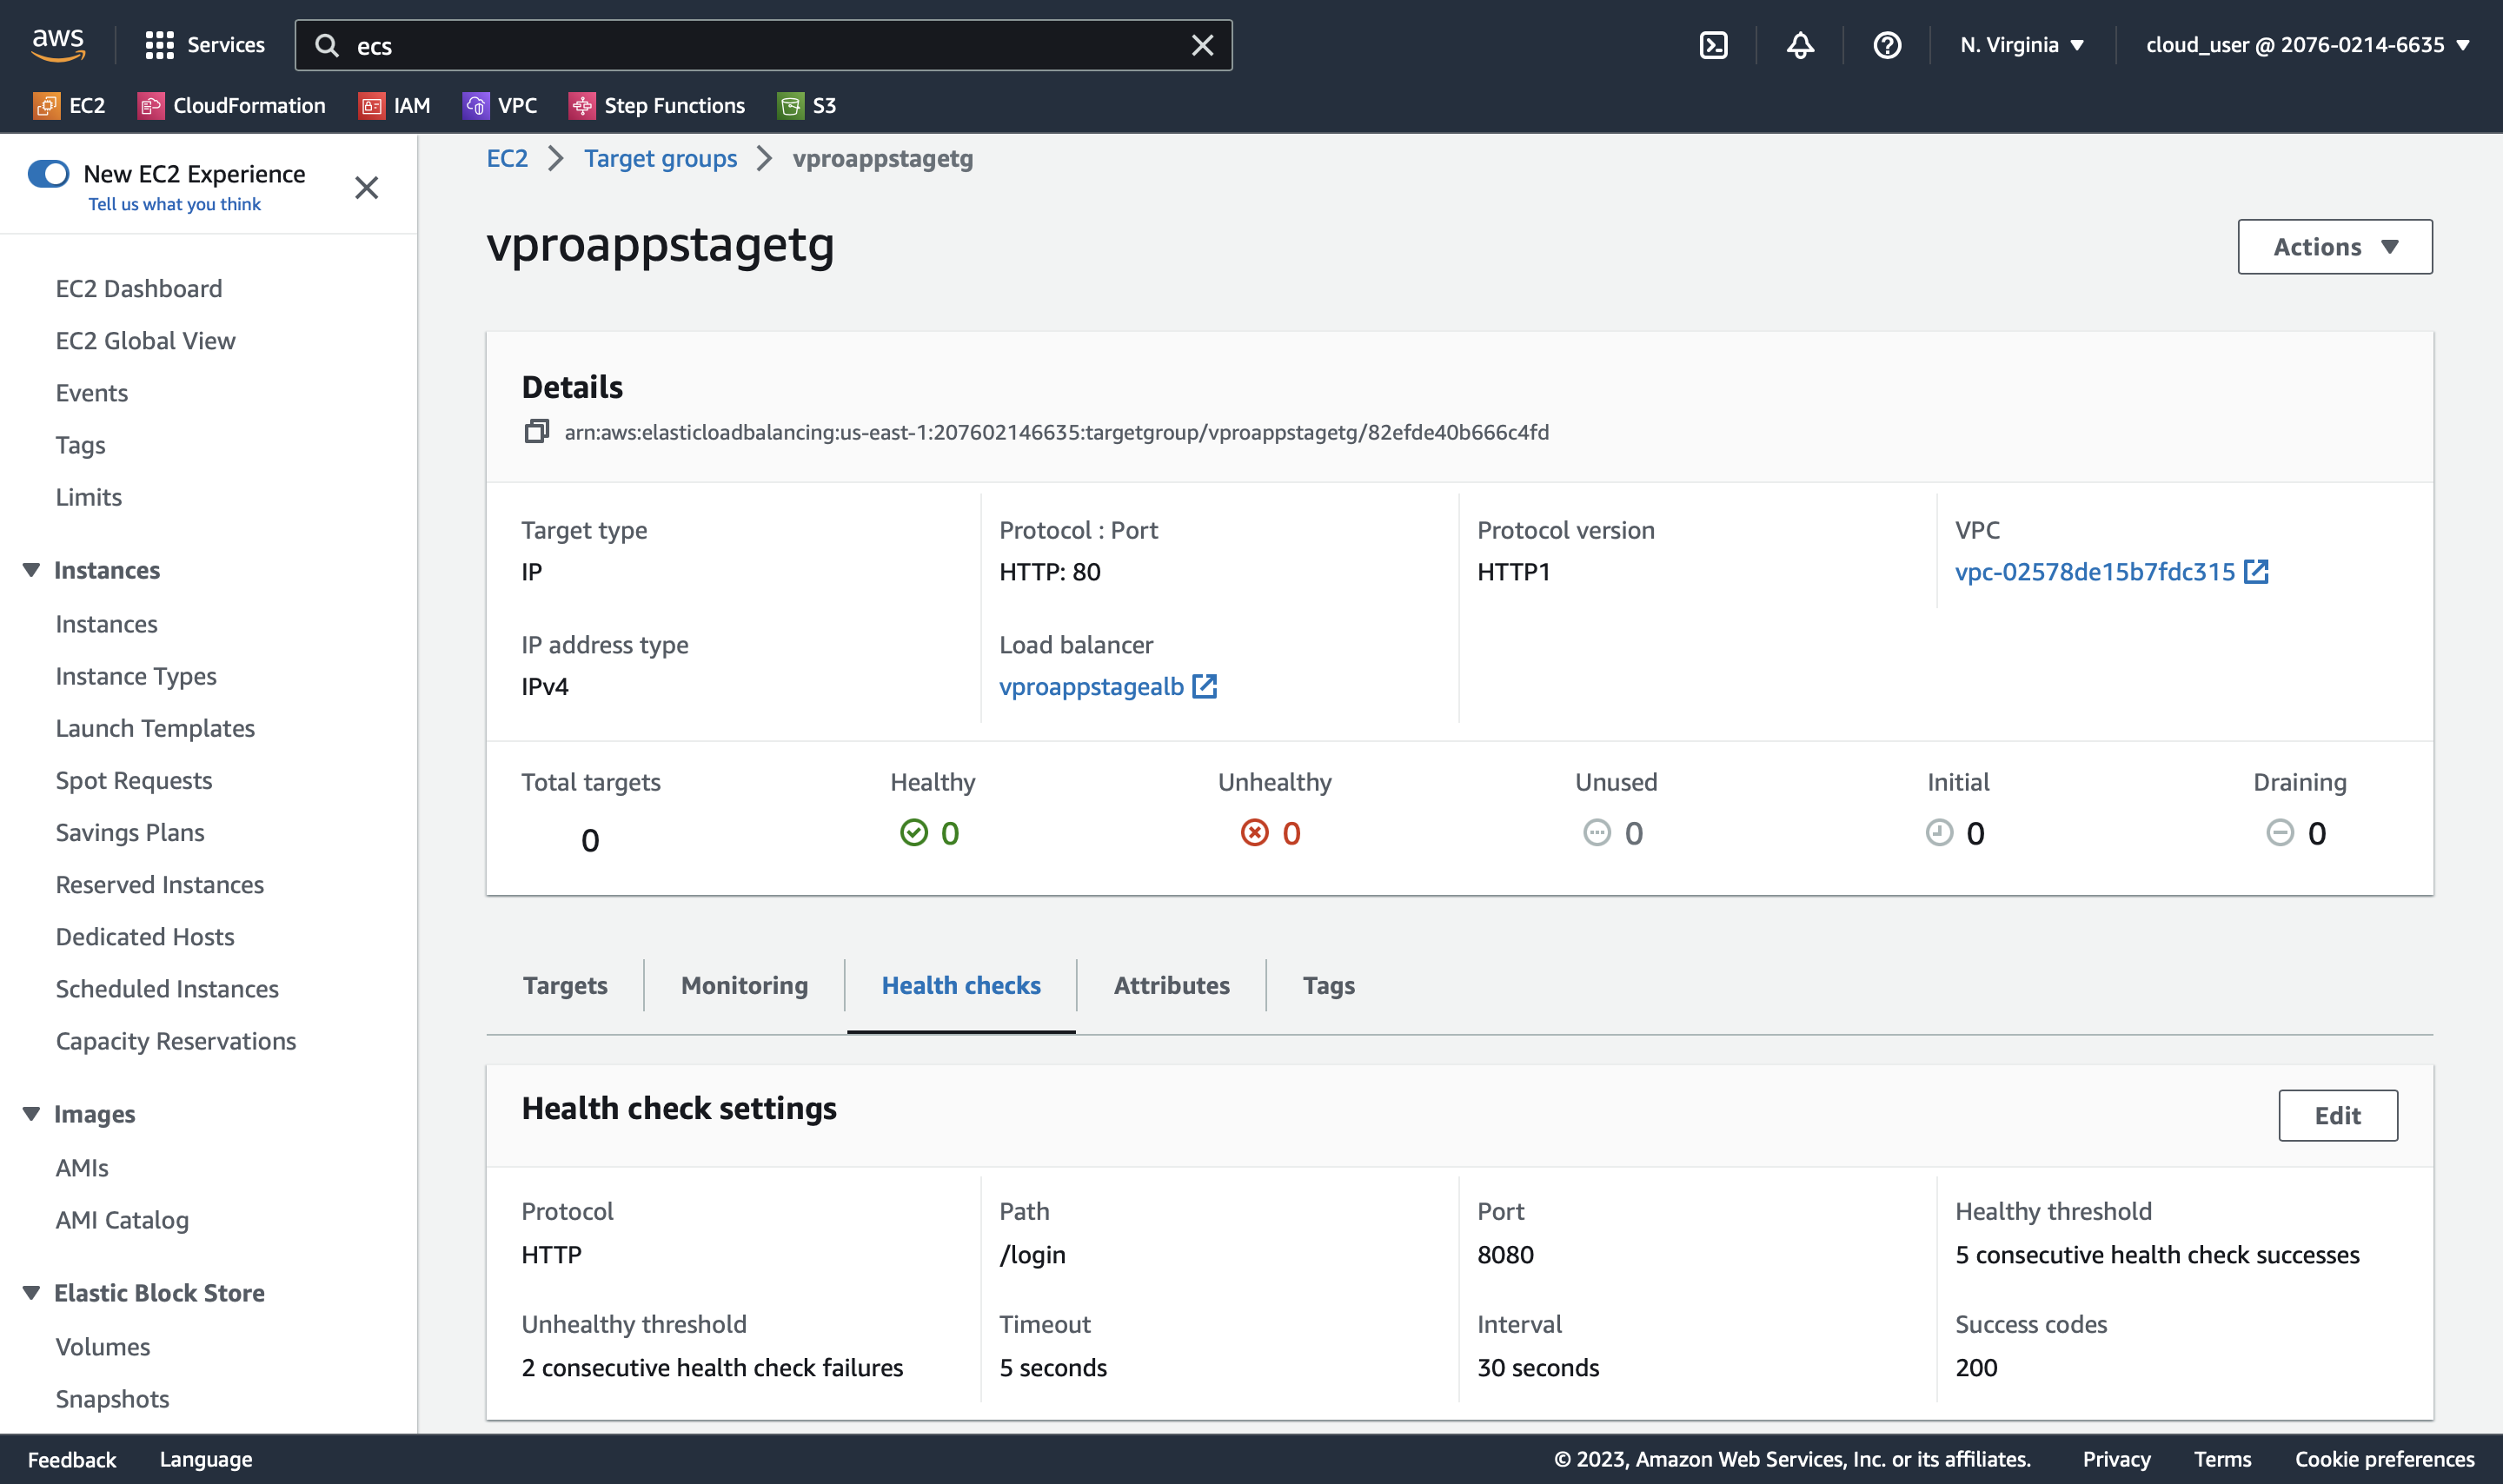 aws
Services
ecs
N. Virginia
cloud_user @ 2076-0214-6635
EC2
CloudFormation
IAM
VPC
Step Functions
S3
New EC2 Experience
Tell us what you think
EC2 Dashboard
EC2 Global View
Events
Tags
Limits
Instances
Instances
Instance Types
Launch Templates
Spot Requests
Savings Plans
Reserved Instances
Dedicated Hosts
Scheduled Instances
Capacity Reservations
Images
AMIs
AMI Catalog
Elastic Block Store
Volumes
Snapshots
EC2 > Target groups > vproappstagetg
vproappstagetg
Actions
Details
arn:aws:elasticloadbalancing:us-east-1:207602146635:targetgroup/vproappstagetg/82efde40b666c4fd
Target type
IP
Protocol : Port
HTTP: 80
Protocol version
HTTP1
VPC
vpc-02578de15b7fdc315
IP address type
IPv4
Load balancer
vproappstagealb
Total targets
0
Healthy
0
Unhealthy
0
Unused
0
Initial
0
Draining
0
Targets
Monitoring
Health checks
Attributes
Tags
Health check settings
Edit
Protocol
HTTP
Path
/login
Port
8080
Healthy threshold
5 consecutive health check successes
Unhealthy threshold
2 consecutive health check failures
Timeout
5 seconds
Interval
30 seconds
Success codes
200
Feedback
Language
© 2023, Amazon Web Services, Inc. or its affiliates.
Privacy
Terms
Cookie preferences